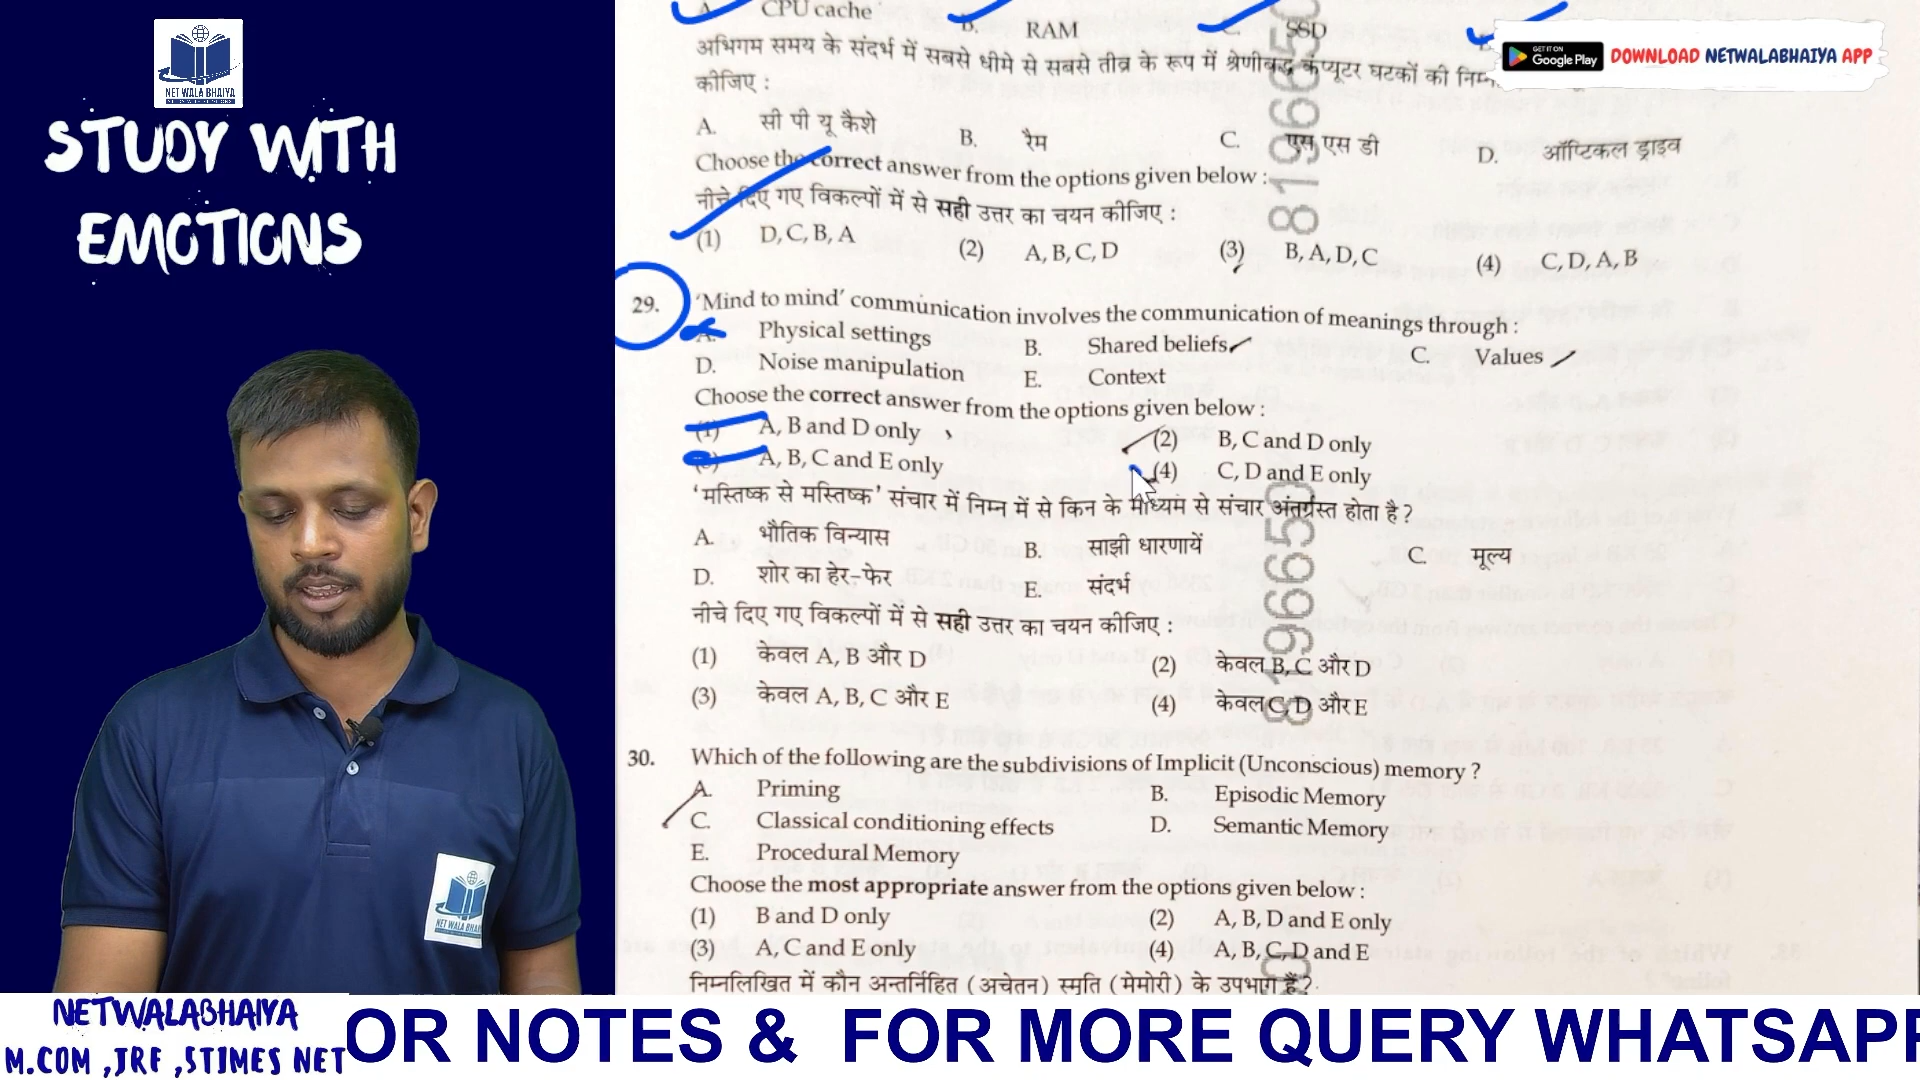 NET WALA BHAIYA
STUDY WITH
EMOTIONS
GET IT ON
Google Play
DOWNLOAD NETWALABHAIYA APP
A. CPU cache B. RAM C. SSD
अभिगम समय के संदर्भ में सबसे धीमे से सबसे तीव्र के रूप में श्रेणीबद्ध कंप्यूटर घटकों की
कीजिए :
A. सी पी यू कैशे B. रैम C. एस एस डी D. ऑप्टिकल ड्राइव
Choose the correct answer from the options given below :
नीचे दिए गए विकल्पों में से सही उत्तर का चयन कीजिए :
(1) D, C, B, A (2) A, B, C, D (3) B, A, D, C (4) C, D, A, B
29. 'Mind to mind' communication involves the communication of meanings through :
A. Physical settings B. Shared beliefs C. Values
D. Noise manipulation E. Context
Choose the correct answer from the options given below :
(1) A, B and D only (2) B, C and D only
(3) A, B, C and E only (4) C, D and E only
'मस्तिष्क से मस्तिष्क' संचार में निम्न में से किन के माध्यम से संचार अंतर्ग्रस्त होता है ?
A. भौतिक विन्यास B. साझी धारणायें C. मूल्य
D. शोर का हेर-फेर E. संदर्भ
नीचे दिए गए विकल्पों में से सही उत्तर का चयन कीजिए :
(1) केवल A, B और D (2) केवल B, C और D
(3) केवल A, B, C और E (4) केवल C, D और E
30. Which of the following are the subdivisions of Implicit (Unconscious) memory ?
A. Priming B. Episodic Memory
C. Classical conditioning effects D. Semantic Memory
E. Procedural Memory
Choose the most appropriate answer from the options given below :
(1) B and D only (2) A, B, D and E only
(3) A, C and E only (4) A, B, C, D and E
निम्नलिखित में कौन अन्तर्निहित (अचेतन) स्मृति (मेमोरी) के उपभाग हैं ?
8196650
8196650
NET WALA BHAI
NETWALABHAIYA
M.COM ,JRF ,5TIMES NET
OR NOTES & FOR MORE QUERY WHATSAPP